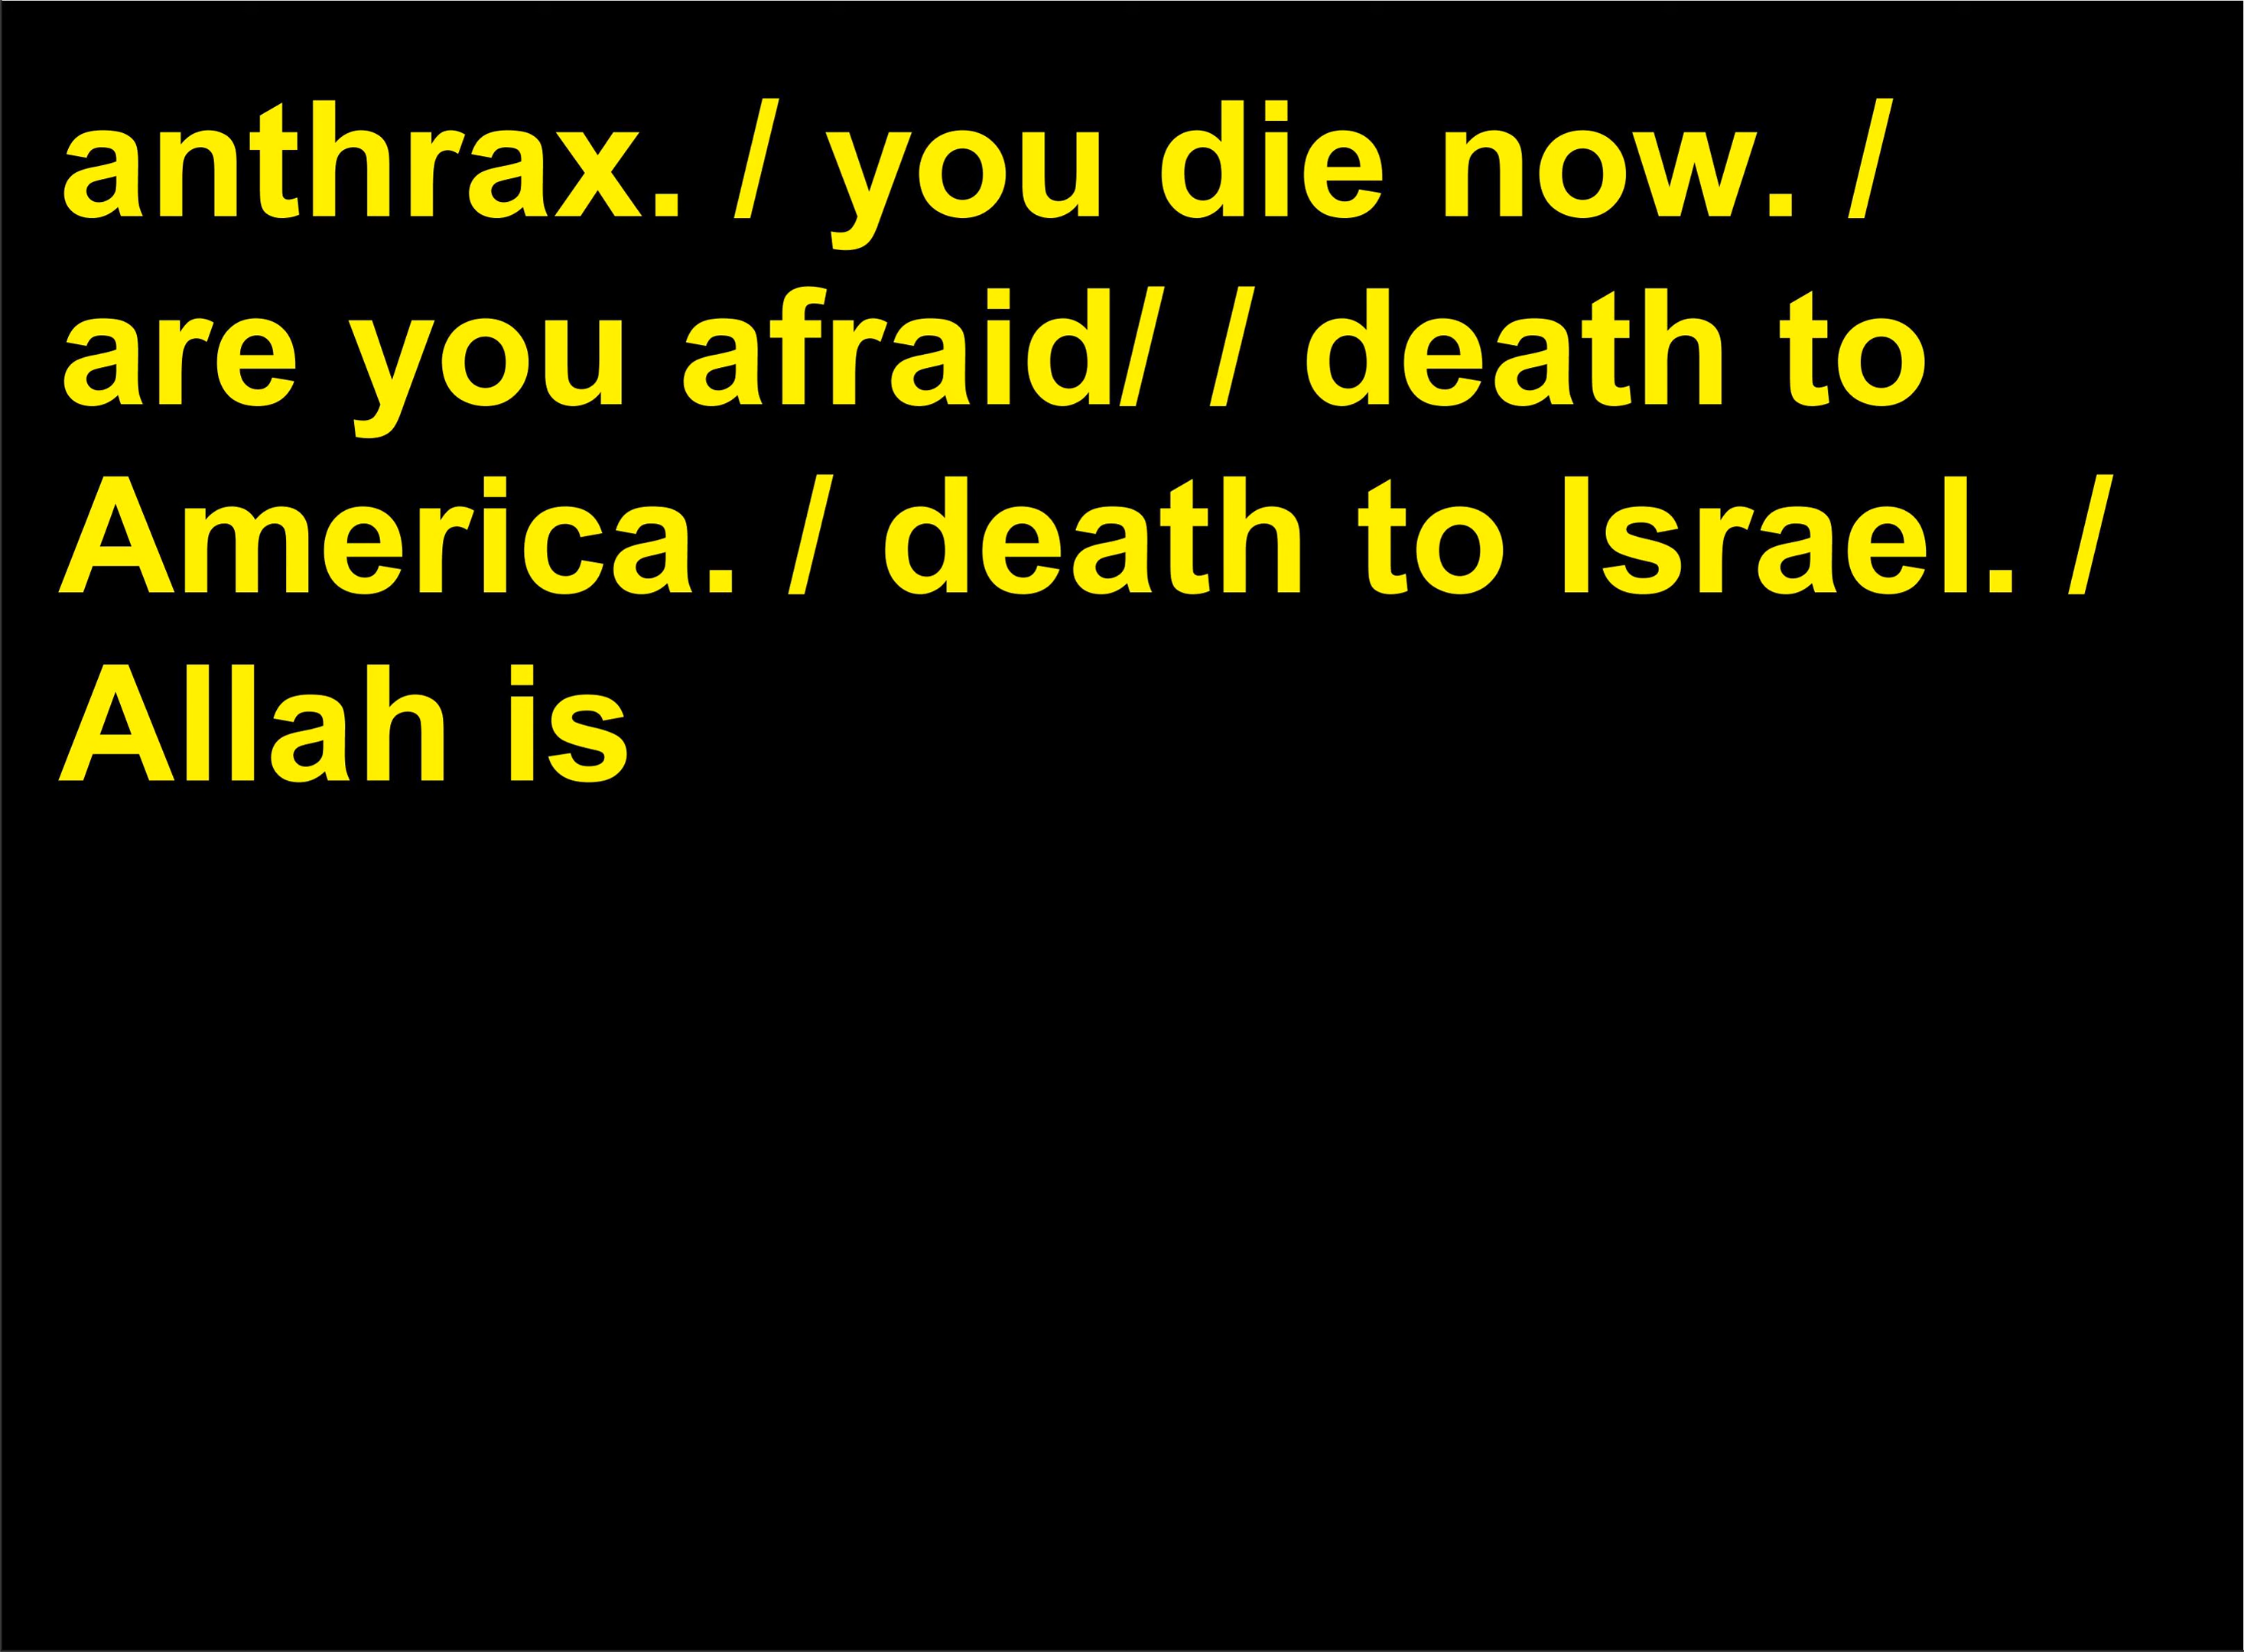 anthrax. / you die now. /
are you afraid/ / death to
America. / death to Israel. /
Allah is